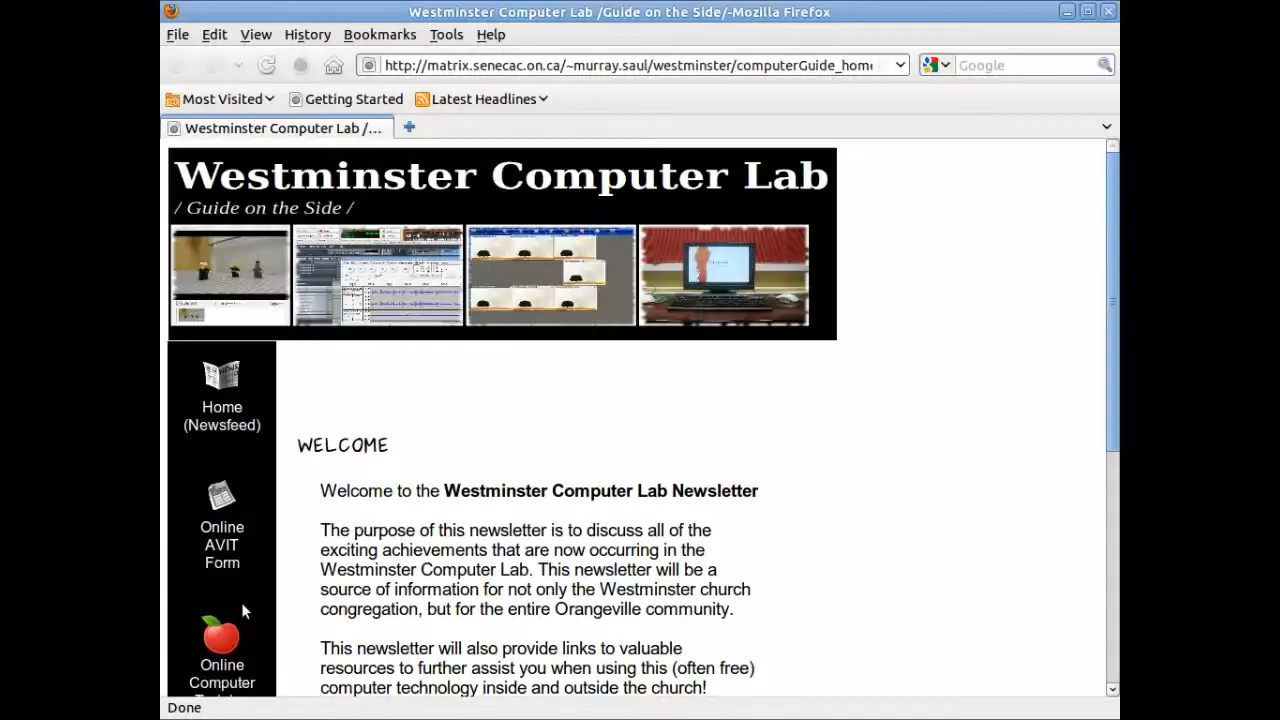 Westminster Computer Lab /Guide on the Side/-Mozilla Firefox
File Edit View History Bookmarks Tools Help
http://matrix.senecac.on.ca/~murray.saul/westminster/computerGuide_hom
Google
Most Visited Getting Started Latest Headlines
Westminster Computer Lab /...
Westminster Computer Lab
/ Guide on the Side /
Home
(Newsfeed)
WELCOME
Welcome to the Westminster Computer Lab Newsletter
Online
AVIT
Form
The purpose of this newsletter is to discuss all of the
exciting achievements that are now occurring in the
Westminster Computer Lab. This newsletter will be a
source of information for not only the Westminster church
congregation, but for the entire Orangeville community.
Online
Computer
This newsletter will also provide links to valuable
resources to further assist you when using this (often free)
computer technology inside and outside the church!
Done